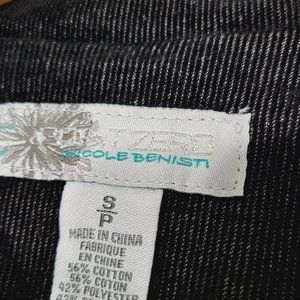 NICOLE BENISTI
S/P
MADE IN CHINA
FABRIQUE
EN CHINE
56% COTTON
56% COTON
42% POLYESTER